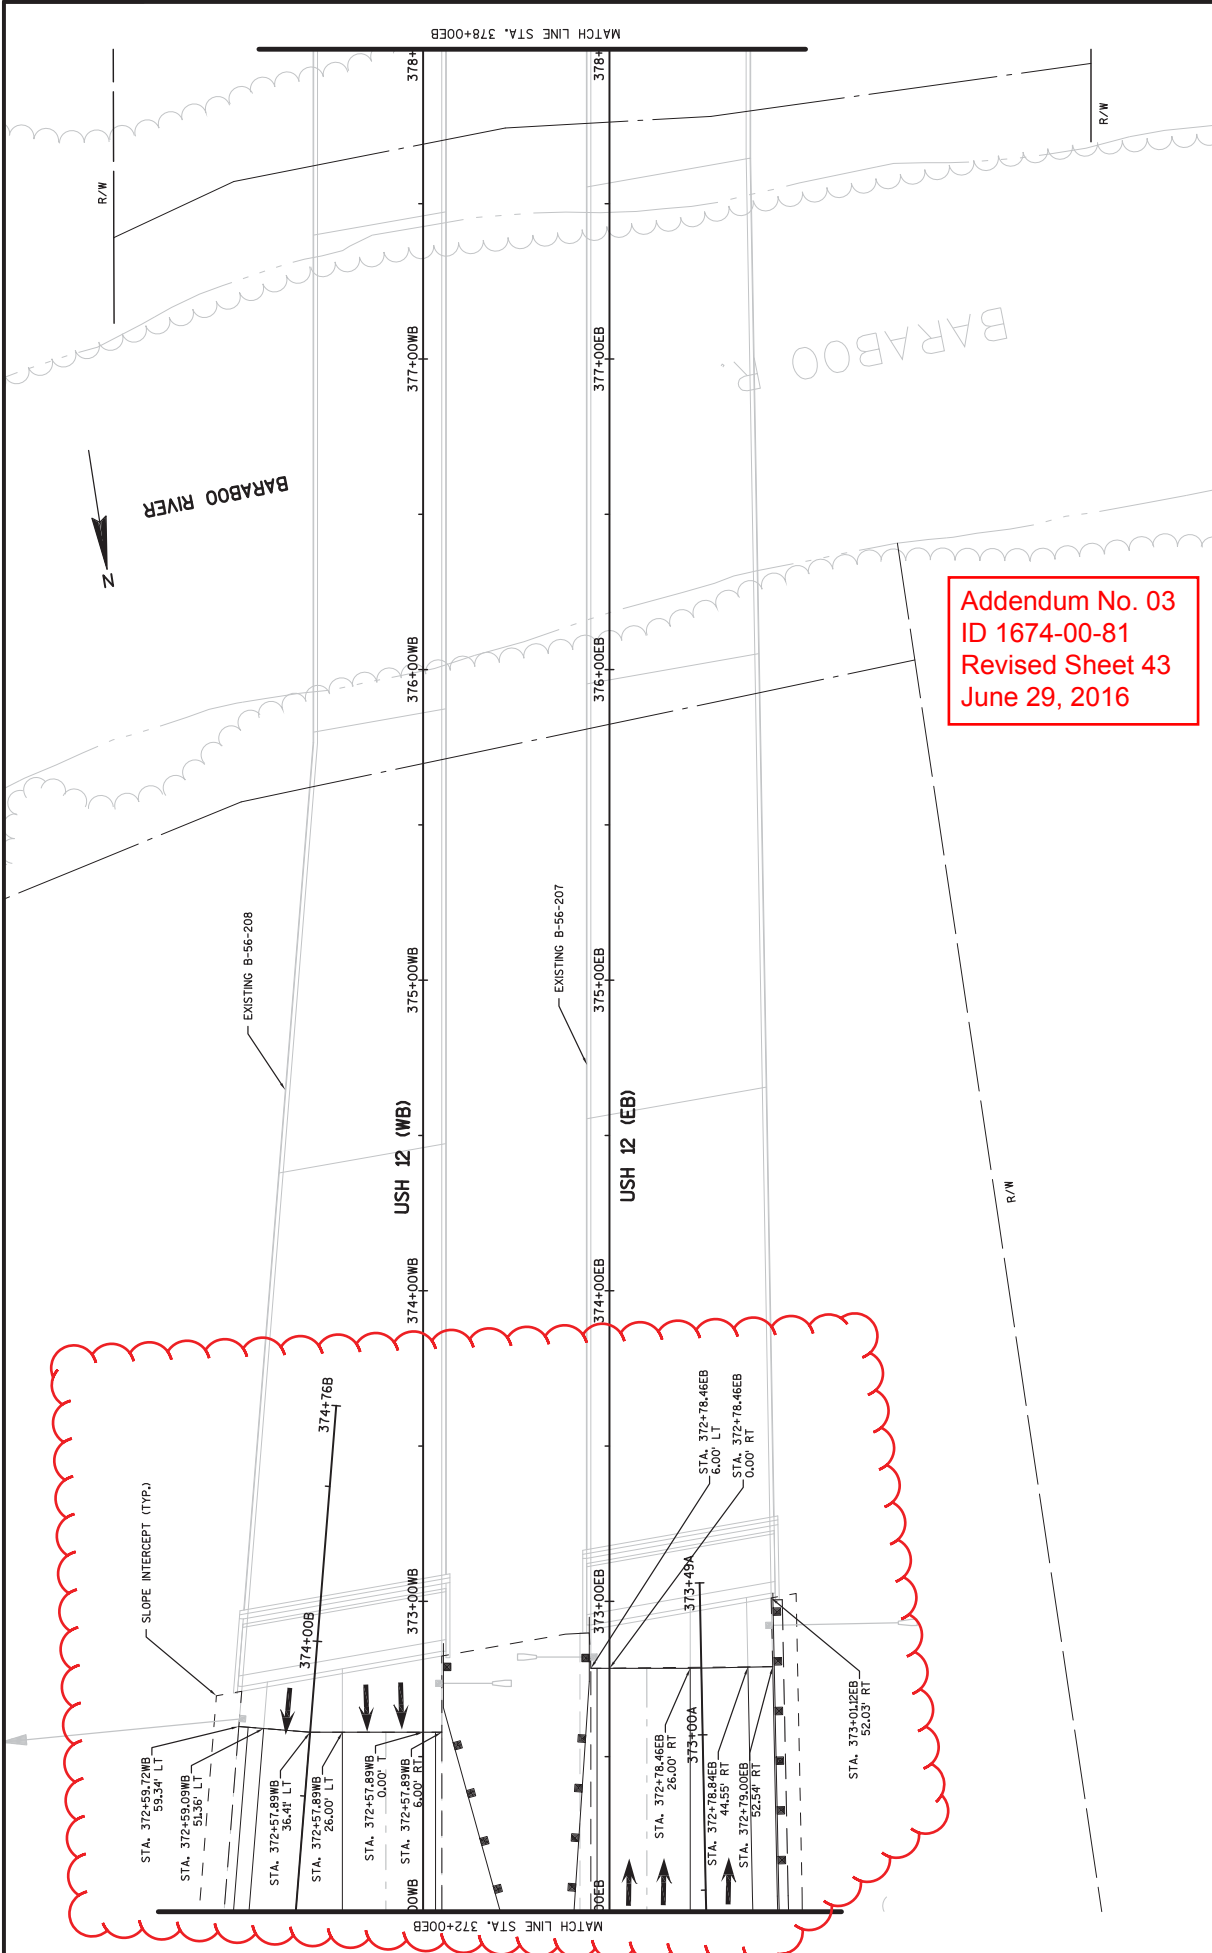 MATCH LINE STA. 378+00EB
378+
378+
R/W
R/W
377+00WB
377+00EB
BARABOO R.
BARABOO RIVER
N
Addendum No. 03
ID 1674-00-81
Revised Sheet 43
June 29, 2016
376+00WB
376+00EB
EXISTING B-56-208
EXISTING B-56-207
375+00WB
375+00EB
USH 12 (WB)
USH 12 (EB)
R/W
374+00WB
374+00EB
374+76B
SLOPE INTERCEPT (TYP.)
STA. 372+78.46EB
6.00' LT
STA. 372+78.46EB
0.00' RT
373+00WB
373+00EB
373+49A
374+00B
373+00A
STA. 373+01.12EB
52.03' RT
STA. 372+59.72WB
59.34' LT
STA. 372+59.09WB
51.36' LT
STA. 372+57.89WB
36.41' LT
STA. 372+57.89WB
26.00' LT
STA. 372+57.89WB
0.00' T
STA. 372+57.89WB
6.00' RT
STA. 372+78.46EB
26.00' RT
STA. 372+78.84EB
44.55' RT
STA. 372+79.00EB
52.54' RT
00WB
00EB
MATCH LINE STA. 372+00EB